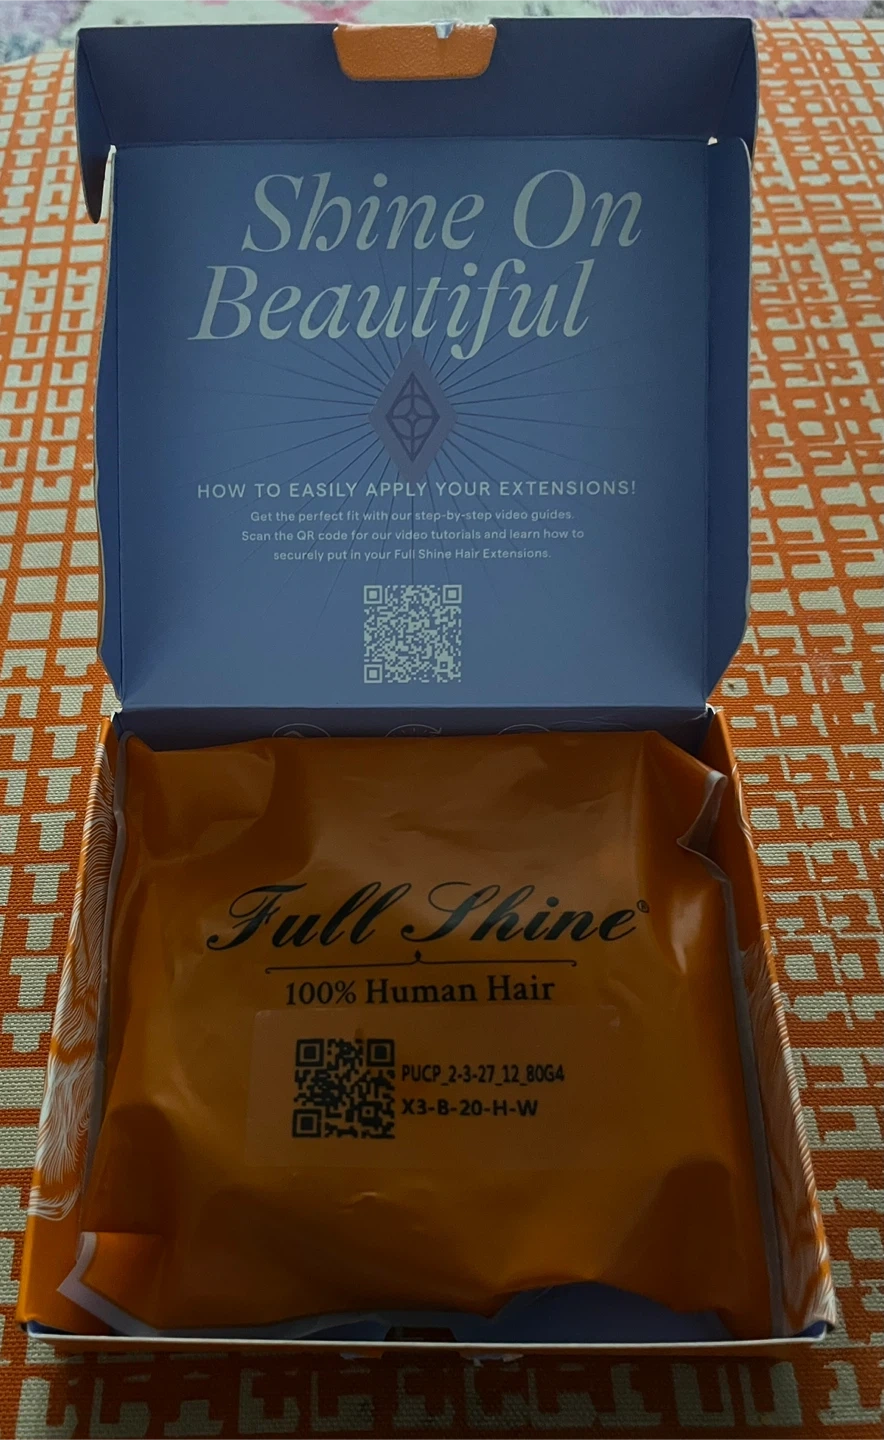 Shine On
Beautiful
HOW TO EASILY APPLY YOUR EXTENSIONS!
Get the perfect fit with our step-by-step video guides.
Scan the QR code for our video tutorials and learn how to
securely put in your Full Shine Hair Extensions.
Full Shine®
100% Human Hair
PUCP_2-3-27_12_80G4
X3-B-20-H-W